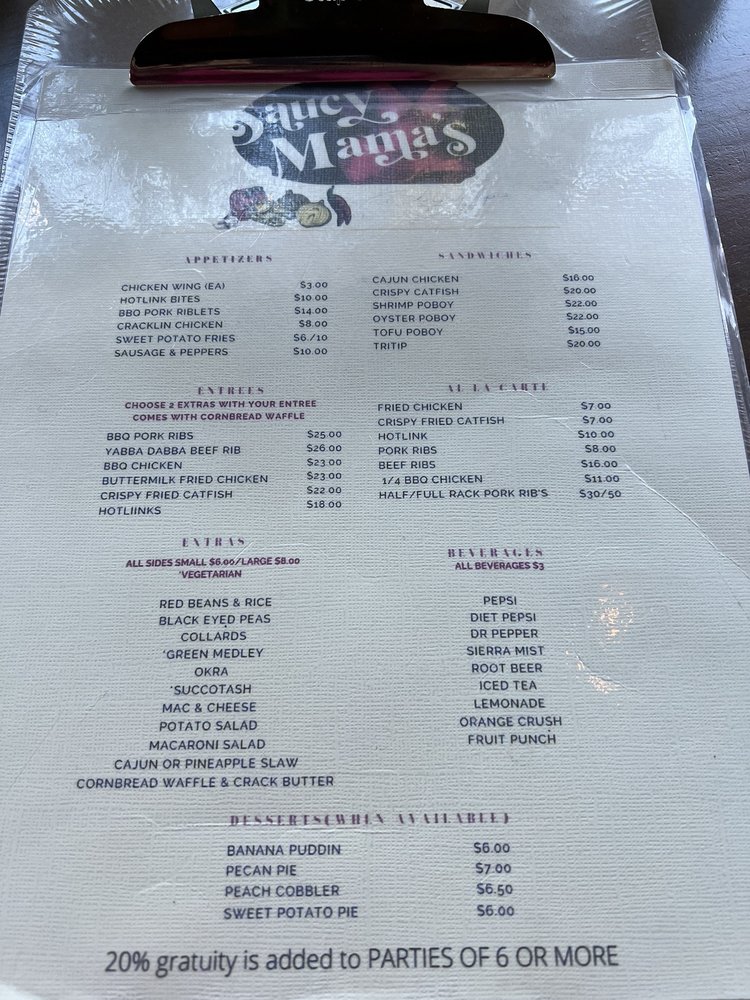 Saucy
Mama's
APPETIZERS
CHICKEN WING (EA) $3.00
HOTLINK BITES $10.00
BBQ PORK RIBLETS $14.00
CRACKLIN CHICKEN $8.00
SWEET POTATO FRIES $6./10
SAUSAGE & PEPPERS $10.00
SANDWICHES
CAJUN CHICKEN $16.00
CRISPY CATFISH $20.00
SHRIMP POBOY $22.00
OYSTER POBOY $22.00
TOFU POBOY $15.00
TRITIP $20.00
ENTREES
CHOOSE 2 EXTRAS WITH YOUR ENTREE
COMES WITH CORNBREAD WAFFLE
BBQ PORK RIBS $25.00
YABBA DABBA BEEF RIB $26.00
BBQ CHICKEN $23.00
BUTTERMILK FRIED CHICKEN $23.00
CRISPY FRIED CATFISH $22.00
HOTLIINKS $18.00
AL LA CARTE
FRIED CHICKEN $7.00
CRISPY FRIED CATFISH $7.00
HOTLINK $10.00
PORK RIBS $8.00
BEEF RIBS $16.00
1/4 BBQ CHICKEN $11.00
HALF/FULL RACK PORK RIB'S $30/50
EXTRAS
ALL SIDES SMALL $6.00/LARGE $8.00
*VEGETARIAN
RED BEANS & RICE
BLACK EYED PEAS
COLLARDS
*GREEN MEDLEY
OKRA
*SUCCOTASH
MAC & CHEESE
POTATO SALAD
MACARONI SALAD
CAJUN OR PINEAPPLE SLAW
CORNBREAD WAFFLE & CRACK BUTTER
BEVERAGES
ALL BEVERAGES $3
PEPSI
DIET PEPSI
DR PEPPER
SIERRA MIST
ROOT BEER
ICED TEA
LEMONADE
ORANGE CRUSH
FRUIT PUNCH
DESSERTS(WHEN AVAILABLE)
BANANA PUDDIN $6.00
PECAN PIE $7.00
PEACH COBBLER $6.50
SWEET POTATO PIE $6.00
20% gratuity is added to PARTIES OF 6 OR MORE